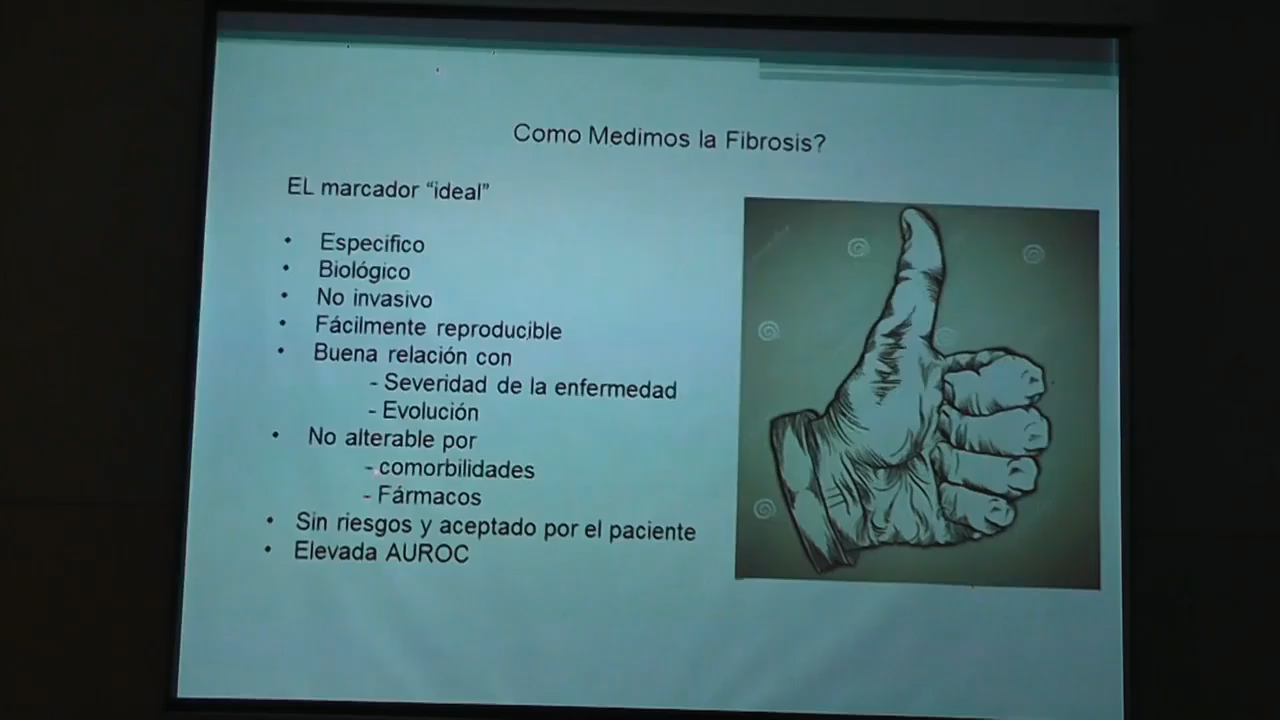 Como Medimos la Fibrosis?
EL marcador “ideal”
• Especifico
• Biológico
• No invasivo
• Fácilmente reproducible
• Buena relación con
- Severidad de la enfermedad
- Evolución
• No alterable por
- comorbilidades
- Fármacos
• Sin riesgos y aceptado por el paciente
• Elevada AUROC